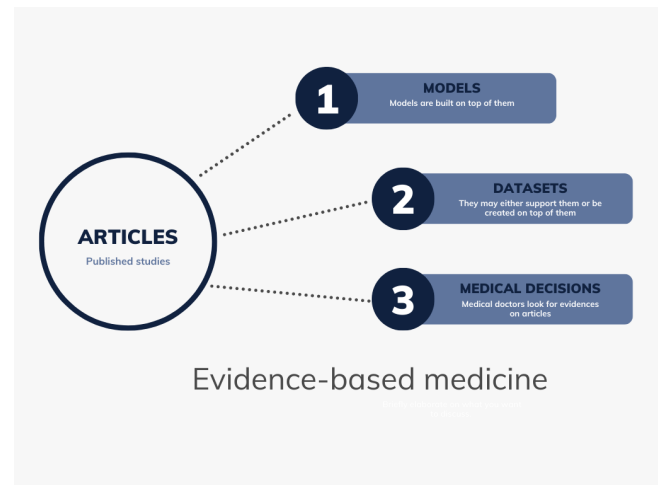 1
MODELS
Models are built on top of them
2
DATASETS
They may either support them or be
created on top of them
ARTICLES
Published studies
3
MEDICAL DECISIONS
Medical doctors look for evidences
on articles
Evidence-based medicine